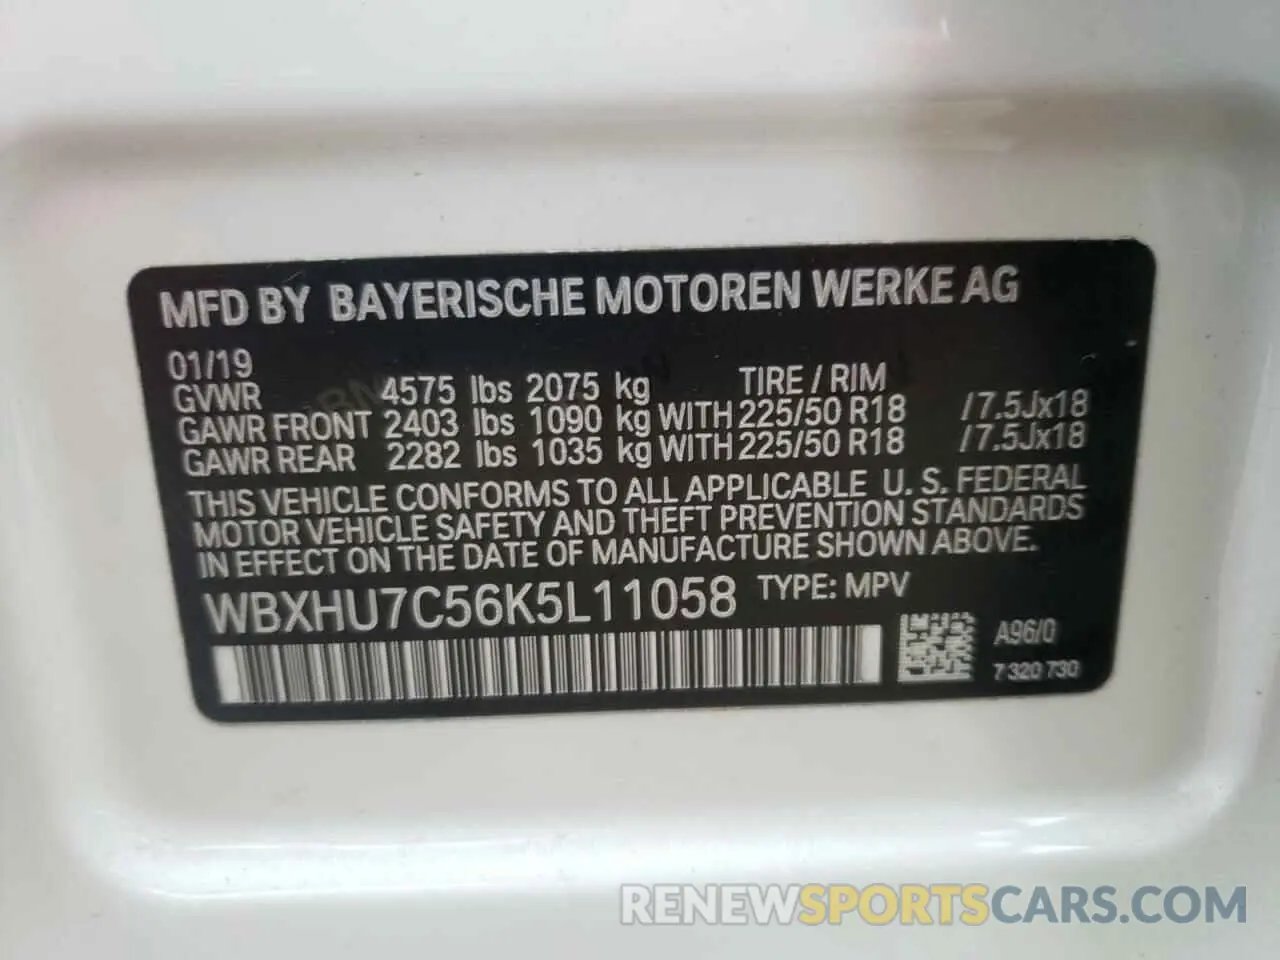 MFD BY BAYERISCHE MOTOREN WERKE AG
01/19
GVWR 4575 lbs 2075 kg TIRE / RIM
GAWR FRONT 2403 lbs 1090 kg WITH 225/50 R18 / 7.5Jx18
GAWR REAR 2282 lbs 1035 kg WITH 225/50 R18 / 7.5Jx18
THIS VEHICLE CONFORMS TO ALL APPLICABLE U. S. FEDERAL
MOTOR VEHICLE SAFETY AND THEFT PREVENTION STANDARDS
IN EFFECT ON THE DATE OF MANUFACTURE SHOWN ABOVE.
WBXHU7C56K5L11058 TYPE: MPV
A96/0
7 320 730
RENEWSPORTSCARS.COM